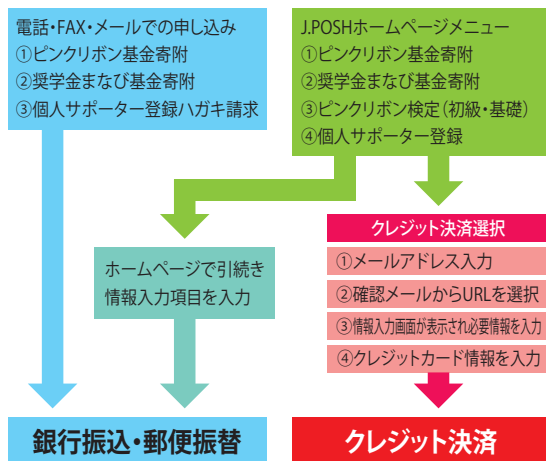 電話・FAX・メールでの申し込み
①ピンクリボン基金寄附
②奨学金まなび基金寄附
③個人サポーター登録ハガキ請求
J.POSHホームページメニュー
①ピンクリボン基金寄附
②奨学金まなび基金寄附
③ピンクリボン検定（初級・基礎）
④個人サポーター登録
ホームページで引続き
情報入力項目を入力
クレジット決済選択
①メールアドレス入力
②確認メールからURLを選択
③情報入力画面が表示され必要情報を入力
④クレジットカード情報を入力
銀行振込・郵便振替
クレジット決済